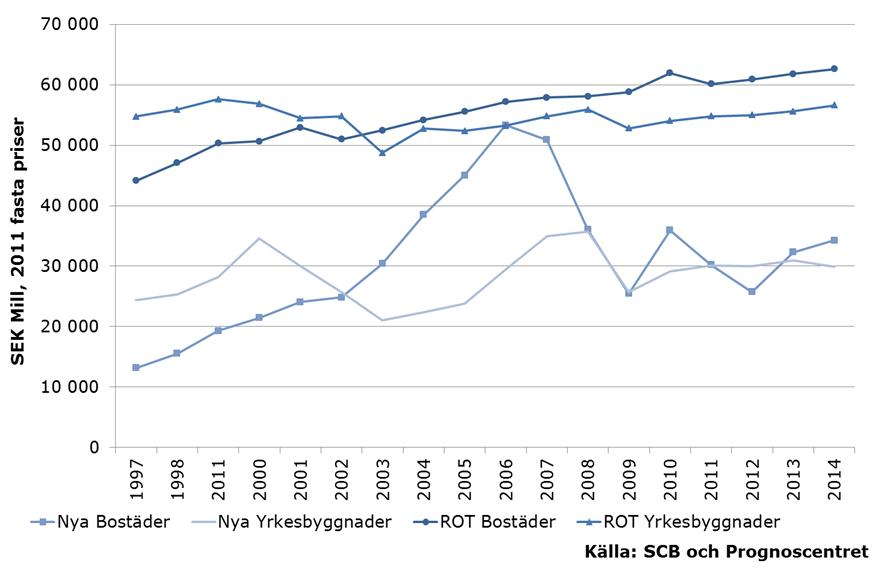 70 000
60 000
50 000
40 000
30 000
20 000
10 000
0
SEK Mill, 2011 fasta priser
1997 1998 2011 2000 2001 2002 2003 2004 2005 2006 2007 2008 2009 2010 2011 2012 2013 2014
Nya Bostäder Nya Yrkesbyggnader ROT Bostäder ROT Yrkesbyggnader
Källa: SCB och Prognoscentret